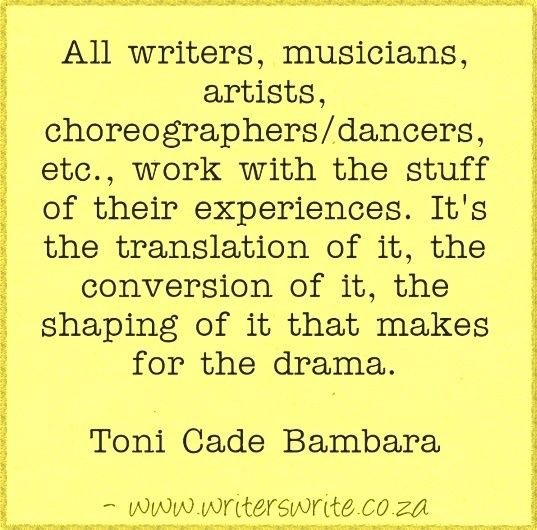 All writers, musicians,
artists,
choreographers/dancers,
etc., work with the stuff
of their experiences. It's
the translation of it, the
conversion of it, the
shaping of it that makes
for the drama.
Toni Cade Bambara
- www.writerswrite.co.za